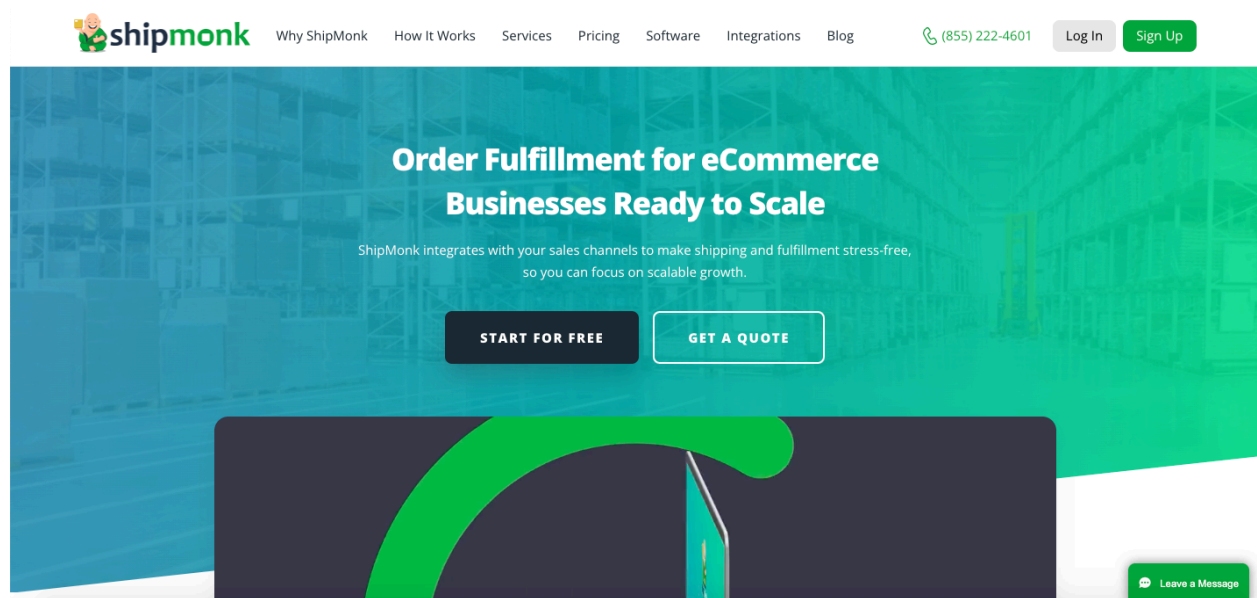 shipmonk
Why ShipMonk
How It Works
Services
Pricing
Software
Integrations
Blog
(855) 222-4601
Log In
Sign Up
Order Fulfillment for eCommerce
Businesses Ready to Scale
ShipMonk integrates with your sales channels to make shipping and fulfillment stress-free,
so you can focus on scalable growth.
START FOR FREE
GET A QUOTE
Leave a Message